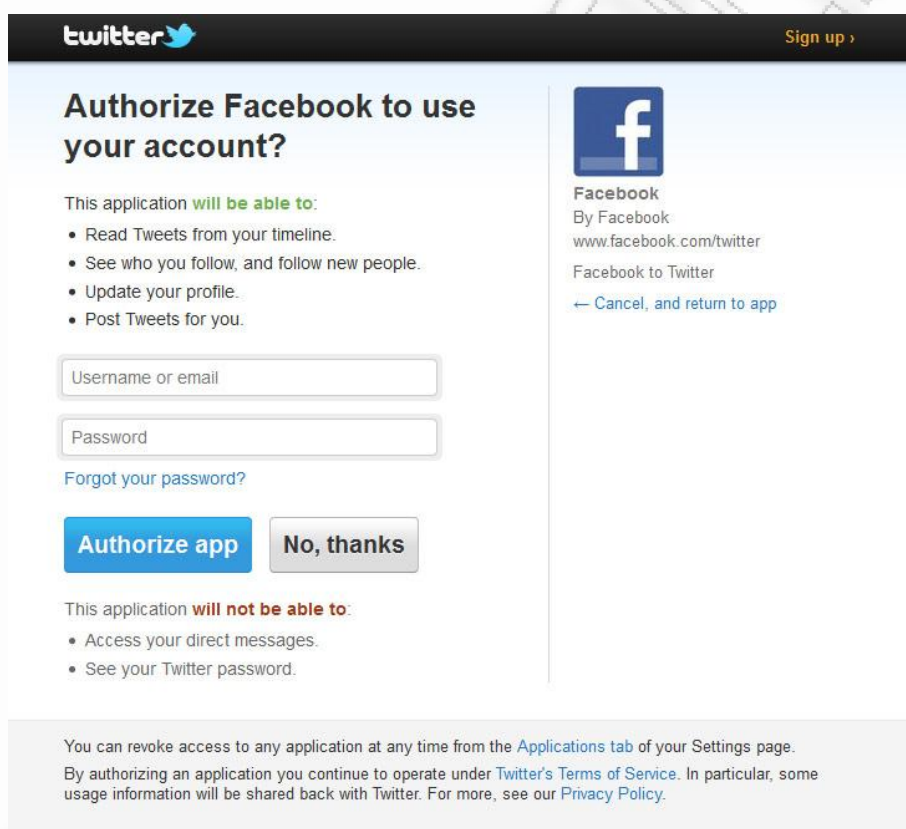 twitter
Sign up ›
Authorize Facebook to use
your account?
This application will be able to:
• Read Tweets from your timeline.
• See who you follow, and follow new people.
• Update your profile.
• Post Tweets for you.
Username or email
Password
Forgot your password?
Authorize app
No, thanks
This application will not be able to:
• Access your direct messages.
• See your Twitter password.
f
Facebook
By Facebook
www.facebook.com/twitter
Facebook to Twitter
← Cancel, and return to app
You can revoke access to any application at any time from the Applications tab of your Settings page.
By authorizing an application you continue to operate under Twitter's Terms of Service. In particular, some
usage information will be shared back with Twitter. For more, see our Privacy Policy.